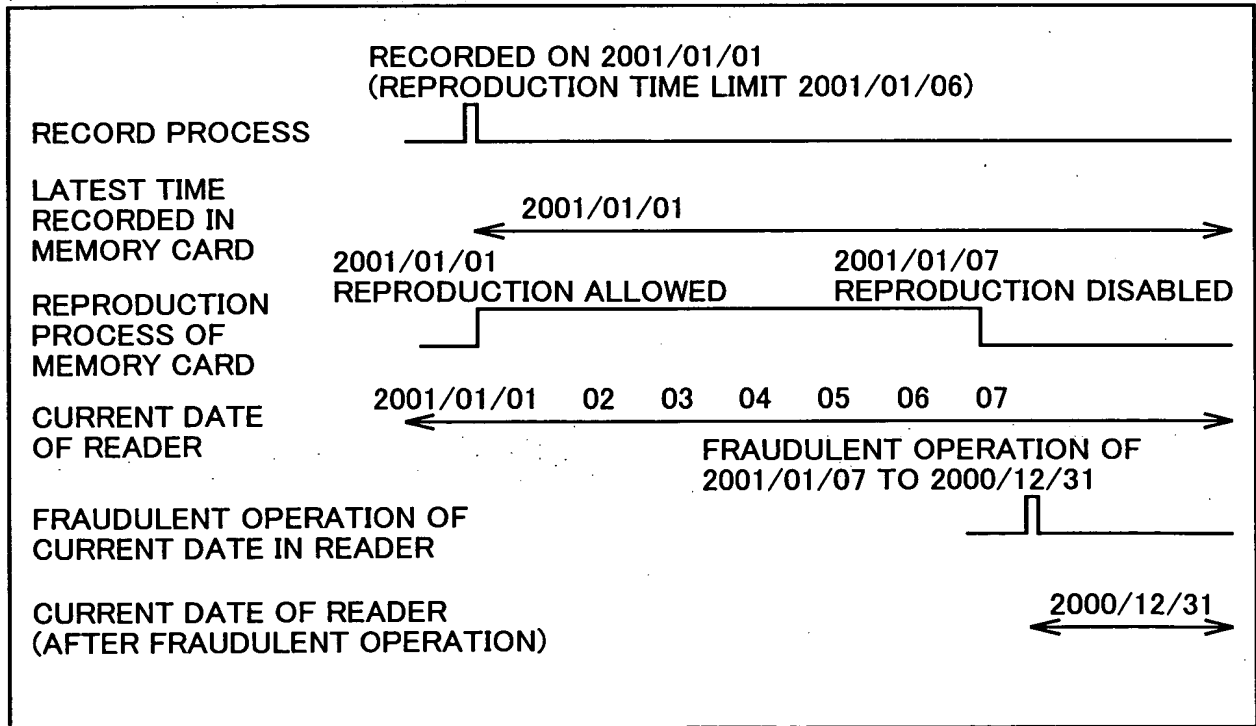 RECORDED ON 2001/01/01
(REPRODUCTION TIME LIMIT 2001/01/06)
RECORD PROCESS
LATEST TIME
RECORDED IN
MEMORY CARD
2001/01/01
2001/01/01
REPRODUCTION ALLOWED
2001/01/07
REPRODUCTION DISABLED
REPRODUCTION
PROCESS OF
MEMORY CARD
2001/01/01 02 03 04 05 06 07
CURRENT DATE
OF READER
FRAUDULENT OPERATION OF
2001/01/07 TO 2000/12/31
FRAUDULENT OPERATION OF
CURRENT DATE IN READER
2000/12/31
CURRENT DATE OF READER
(AFTER FRAUDULENT OPERATION)